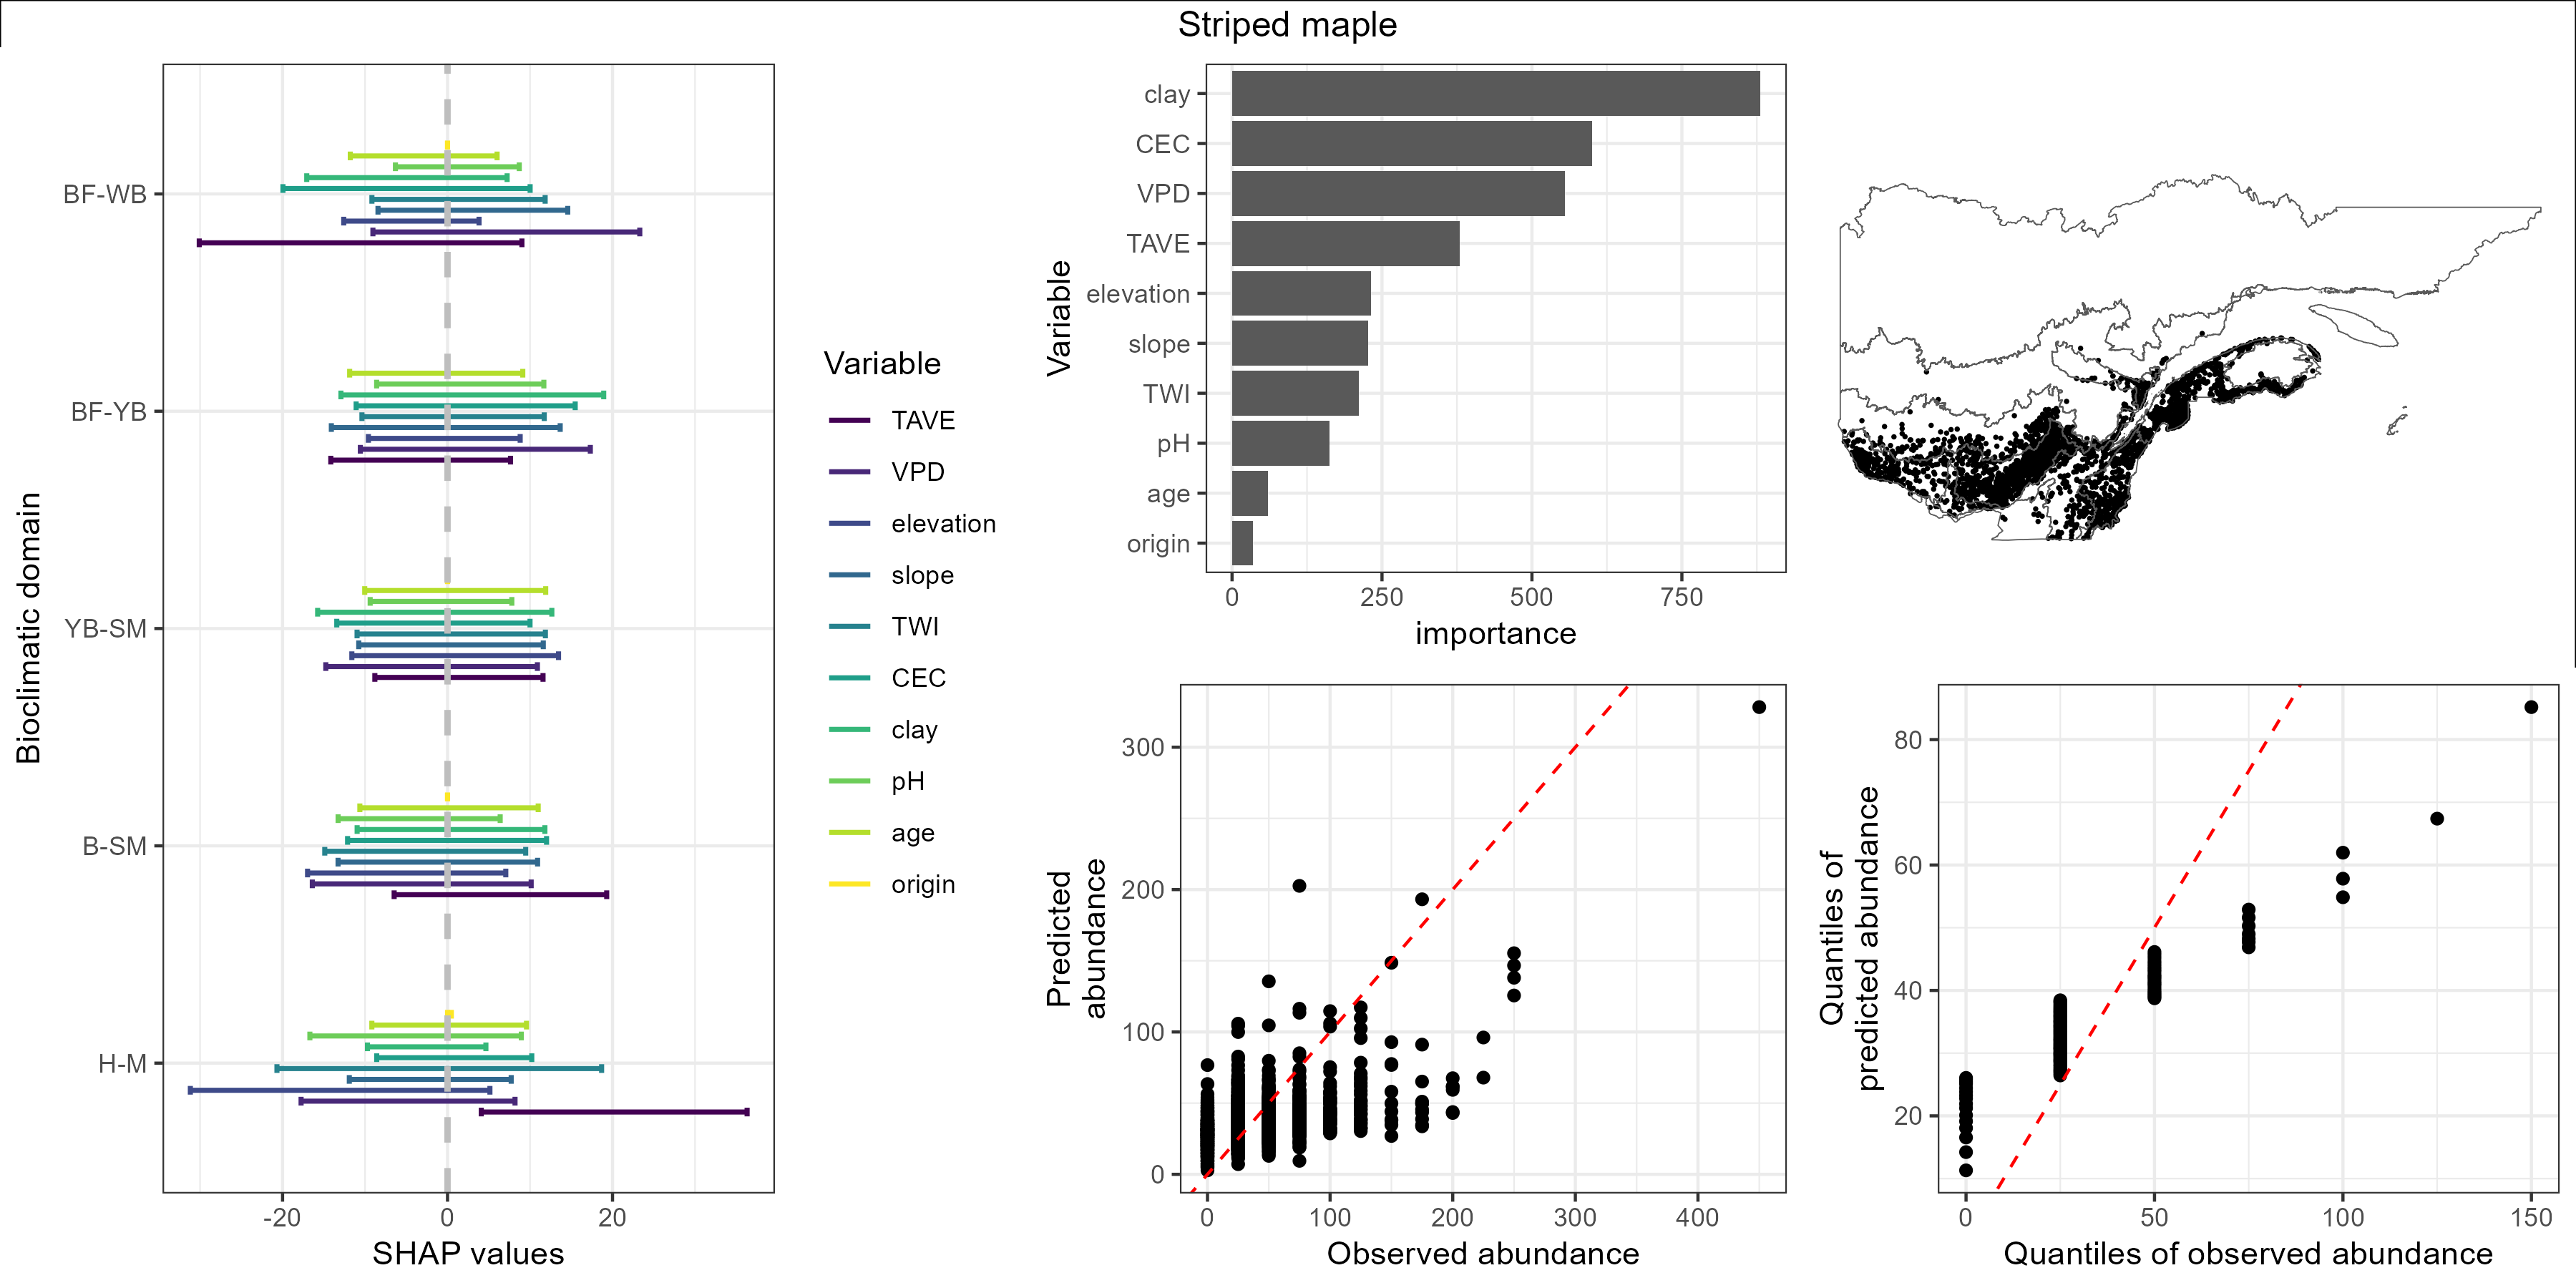 Striped maple
Bioclimatic domain
BF-WB
BF-YB
YB-SM
B-SM
H-M
-20
0
20
SHAP values
Variable
TAVE
VPD
elevation
slope
TWI
CEC
clay
pH
age
origin
Variable
clay
CEC
VPD
TAVE
elevation
slope
TWI
pH
age
origin
0
250
500
750
importance
Predicted
abundance
300
200
100
0
0
100
200
300
400
Observed abundance
Quantiles of
predicted abundance
80
60
40
20
0
50
100
150
Quantiles of observed abundance